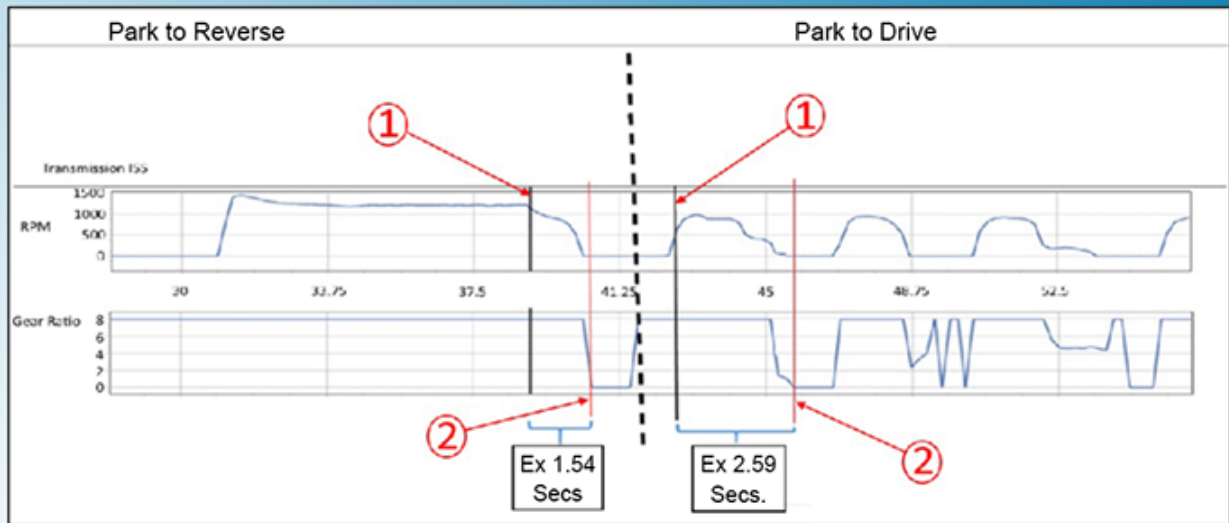 Park to Reverse
Park to Drive
①
①
Transmission ISS
1500
1000
RPM
500
0
30
33.75
37.5
41.25
45
48.75
52.5
Gear Ratio
8
6
4
2
0
②
②
Ex 1.54
Secs
Ex 2.59
Secs.